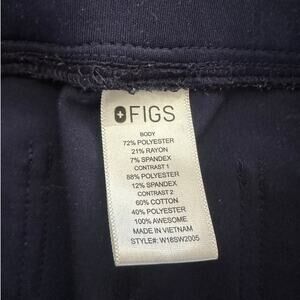 FIGS
BODY
72% POLYESTER
21% RAYON
7% SPANDEX
CONTRAST 1
88% POLYESTER
12% SPANDEX
CONTRAST 2
60% COTTON
40% POLYESTER
100% AWESOME
MADE IN VIETNAM
STYLE#: W18SW2005